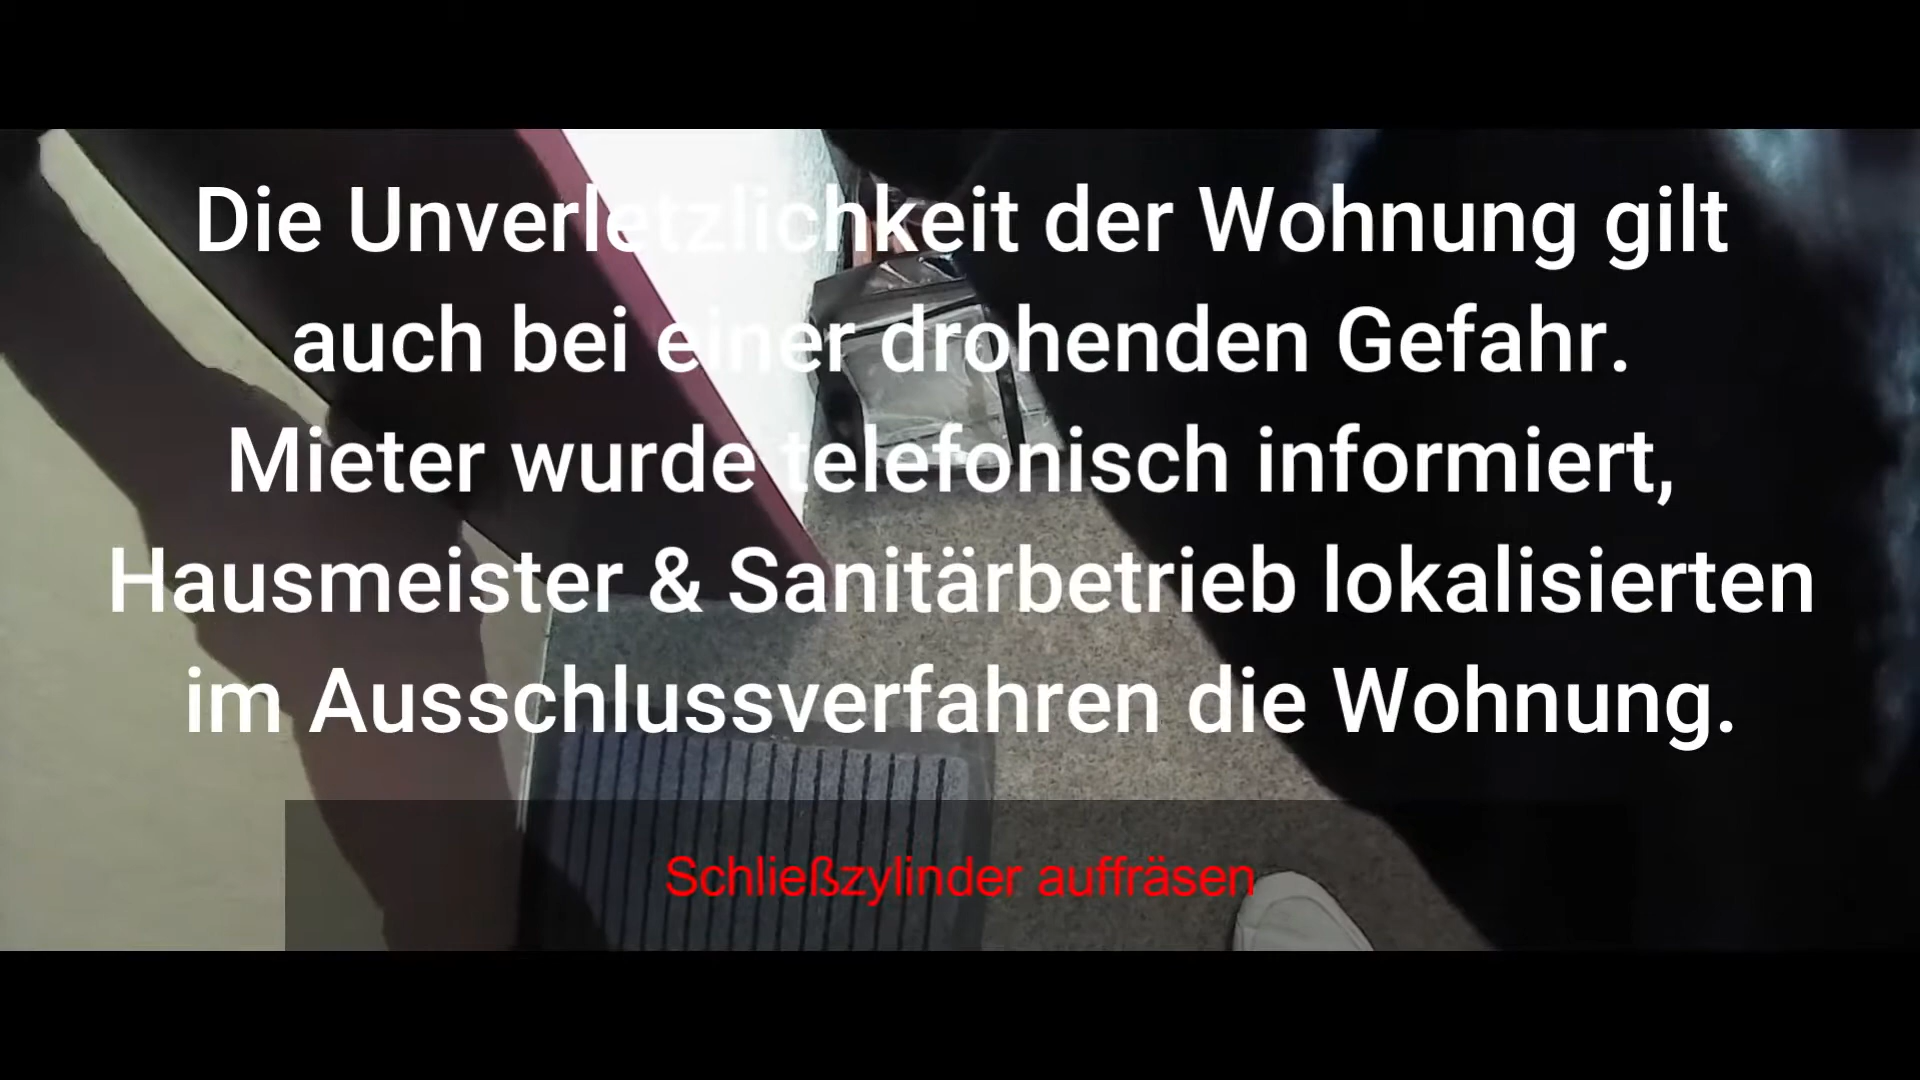 Die Unverletzlichkeit der Wohnung gilt
auch bei einer drohenden Gefahr.
Mieter wurde telefonisch informiert,
Hausmeister & Sanitärbetrieb lokalisierten
im Ausschlussverfahren die Wohnung.
Schließzylinder auffräsen